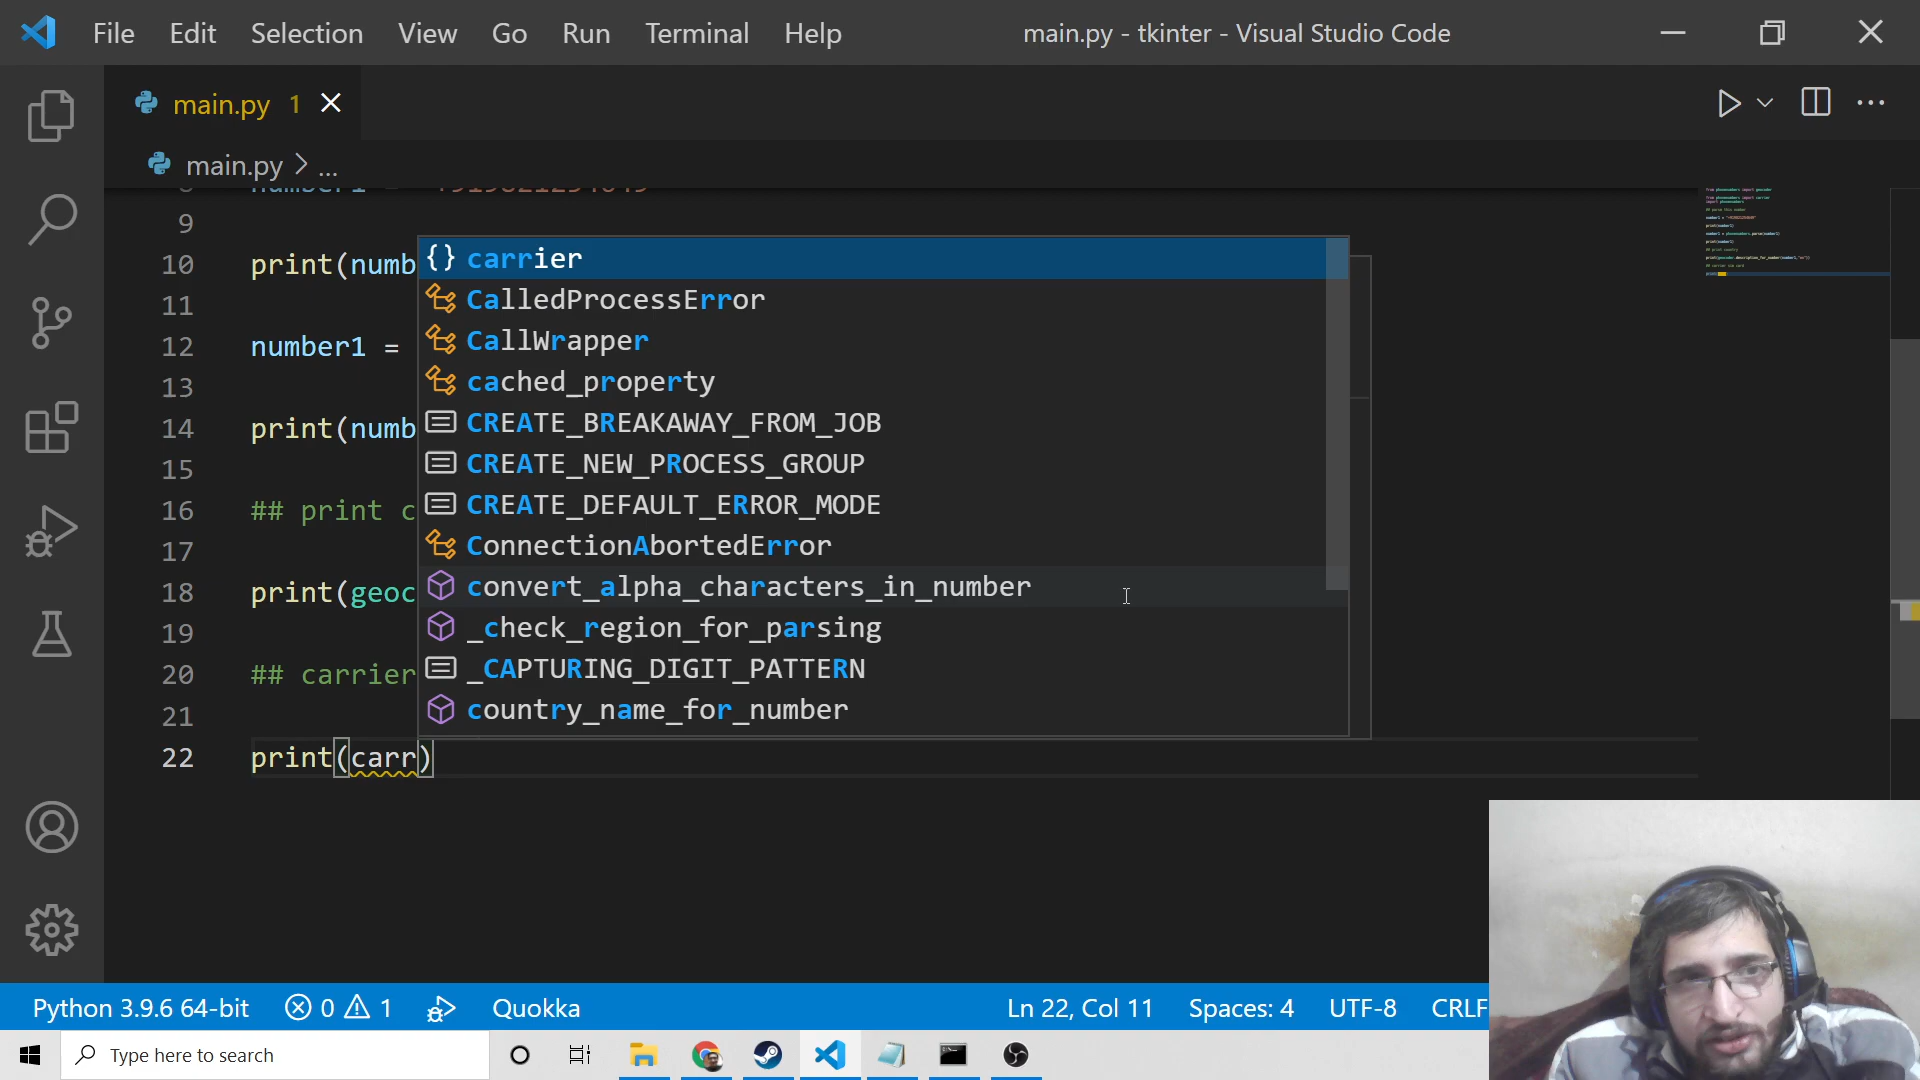 File Edit Selection View Go Run Terminal Help main.py - tkinter - Visual Studio Code
main.py 1
main.py > ...
9
10 print(numb
11
12 number1 =
13
14 print(numb
15
16 ## print c
17
18 print(geoc
19
20 ## carrier
21
22 print(carr)
{} carrier
CalledProcessError
CallWrapper
cached_property
CREATE_BREAKAWAY_FROM_JOB
CREATE_NEW_PROCESS_GROUP
CREATE_DEFAULT_ERROR_MODE
ConnectionAbortedError
convert_alpha_characters_in_number
_check_region_for_parsing
_CAPTURING_DIGIT_PATTERN
country_name_for_number
Python 3.9.6 64-bit 0 1 Quokka Ln 22, Col 11 Spaces: 4 UTF-8 CRLF
Type here to search